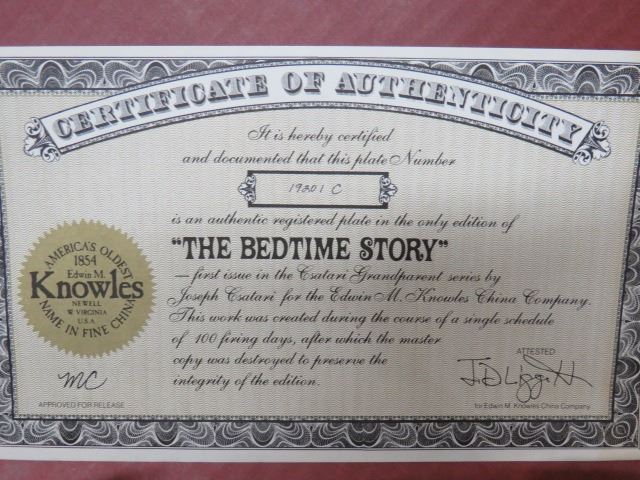 CERTIFICATE OF AUTHENTICITY
It is hereby certified
and documented that this plate Number
19301 C
is an authentic registered plate in the only edition of
"THE BEDTIME STORY"
— first issue in the Csatari Grandparent series by
Joseph Csatari for the Edwin M. Knowles China Company.
This work was created during the course of a single schedule
of 100 firing days, after which the master
copy was destroyed to preserve the
integrity of the edition.
AMERICA'S OLDEST
1854
Edwin M.
Knowles
NEWELL
W VIRGINIA
U.S.A.
NAME IN FINE CHINA
MC
APPROVED FOR RELEASE
ATTESTED
for Edwin M. Knowles China Company